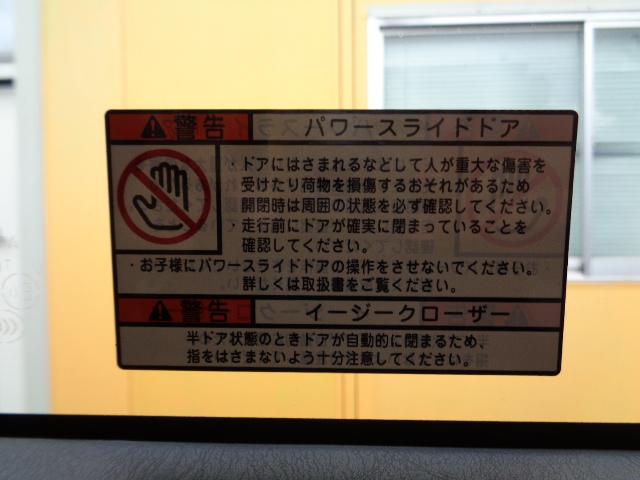 警告 パワースライドドア
・ドアにはさまれるなどして人が重大な傷害を
受けたり荷物を損傷するおそれがあるため
開閉時は周囲の状態を必ず確認してください。
・走行前にドアが確実に閉まっていることを
確認してください。
・お子様にパワースライドドアの操作をさせないでください。
詳しくは取扱書をご覧ください。
警告 イージークローザー
半ドア状態のときドアが自動的に閉まるため、
指をはさまないよう十分注意してください。